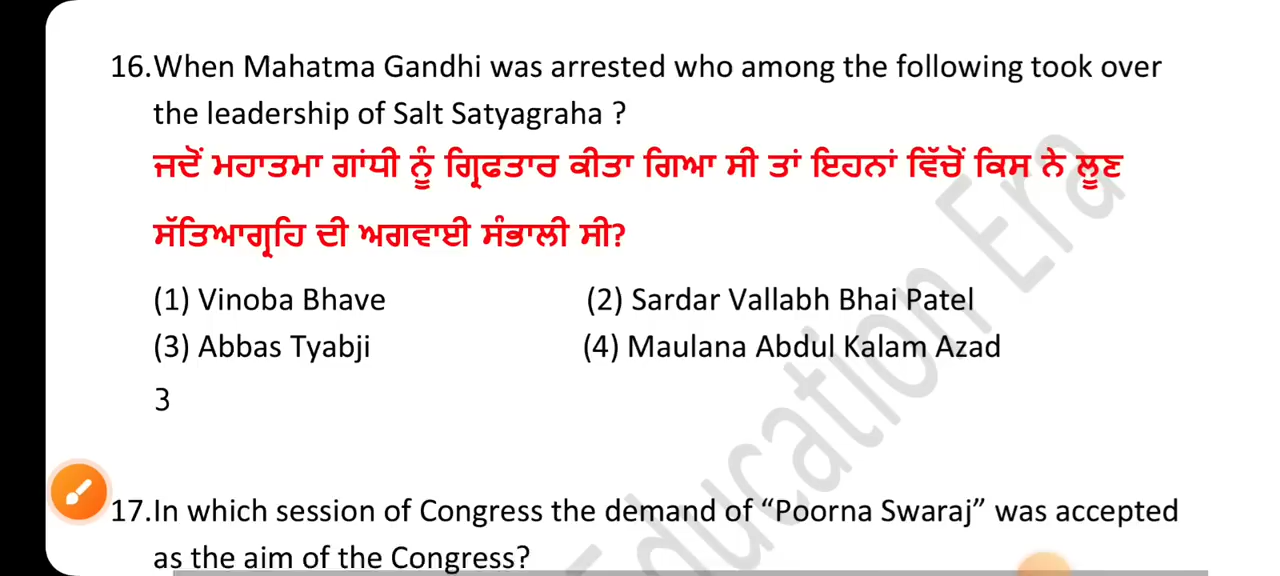 16.When Mahatma Gandhi was arrested who among the following took over
the leadership of Salt Satyagraha ?
ਜਦੋਂ ਮਹਾਤਮਾ ਗਾਂਧੀ ਨੂੰ ਗ੍ਰਿਫਤਾਰ ਕੀਤਾ ਗਿਆ ਸੀ ਤਾਂ ਇਹਨਾਂ ਵਿੱਚੋਂ ਕਿਸ ਨੇ ਲੂਣ
ਸੱਤਿਆਗ੍ਰਹਿ ਦੀ ਅਗਵਾਈ ਸੰਭਾਲੀ ਸੀ?
(1) Vinoba Bhave (2) Sardar Vallabh Bhai Patel
(3) Abbas Tyabji (4) Maulana Abdul Kalam Azad
3
17.In which session of Congress the demand of “Poorna Swaraj” was accepted
as the aim of the Congress?
Education Era